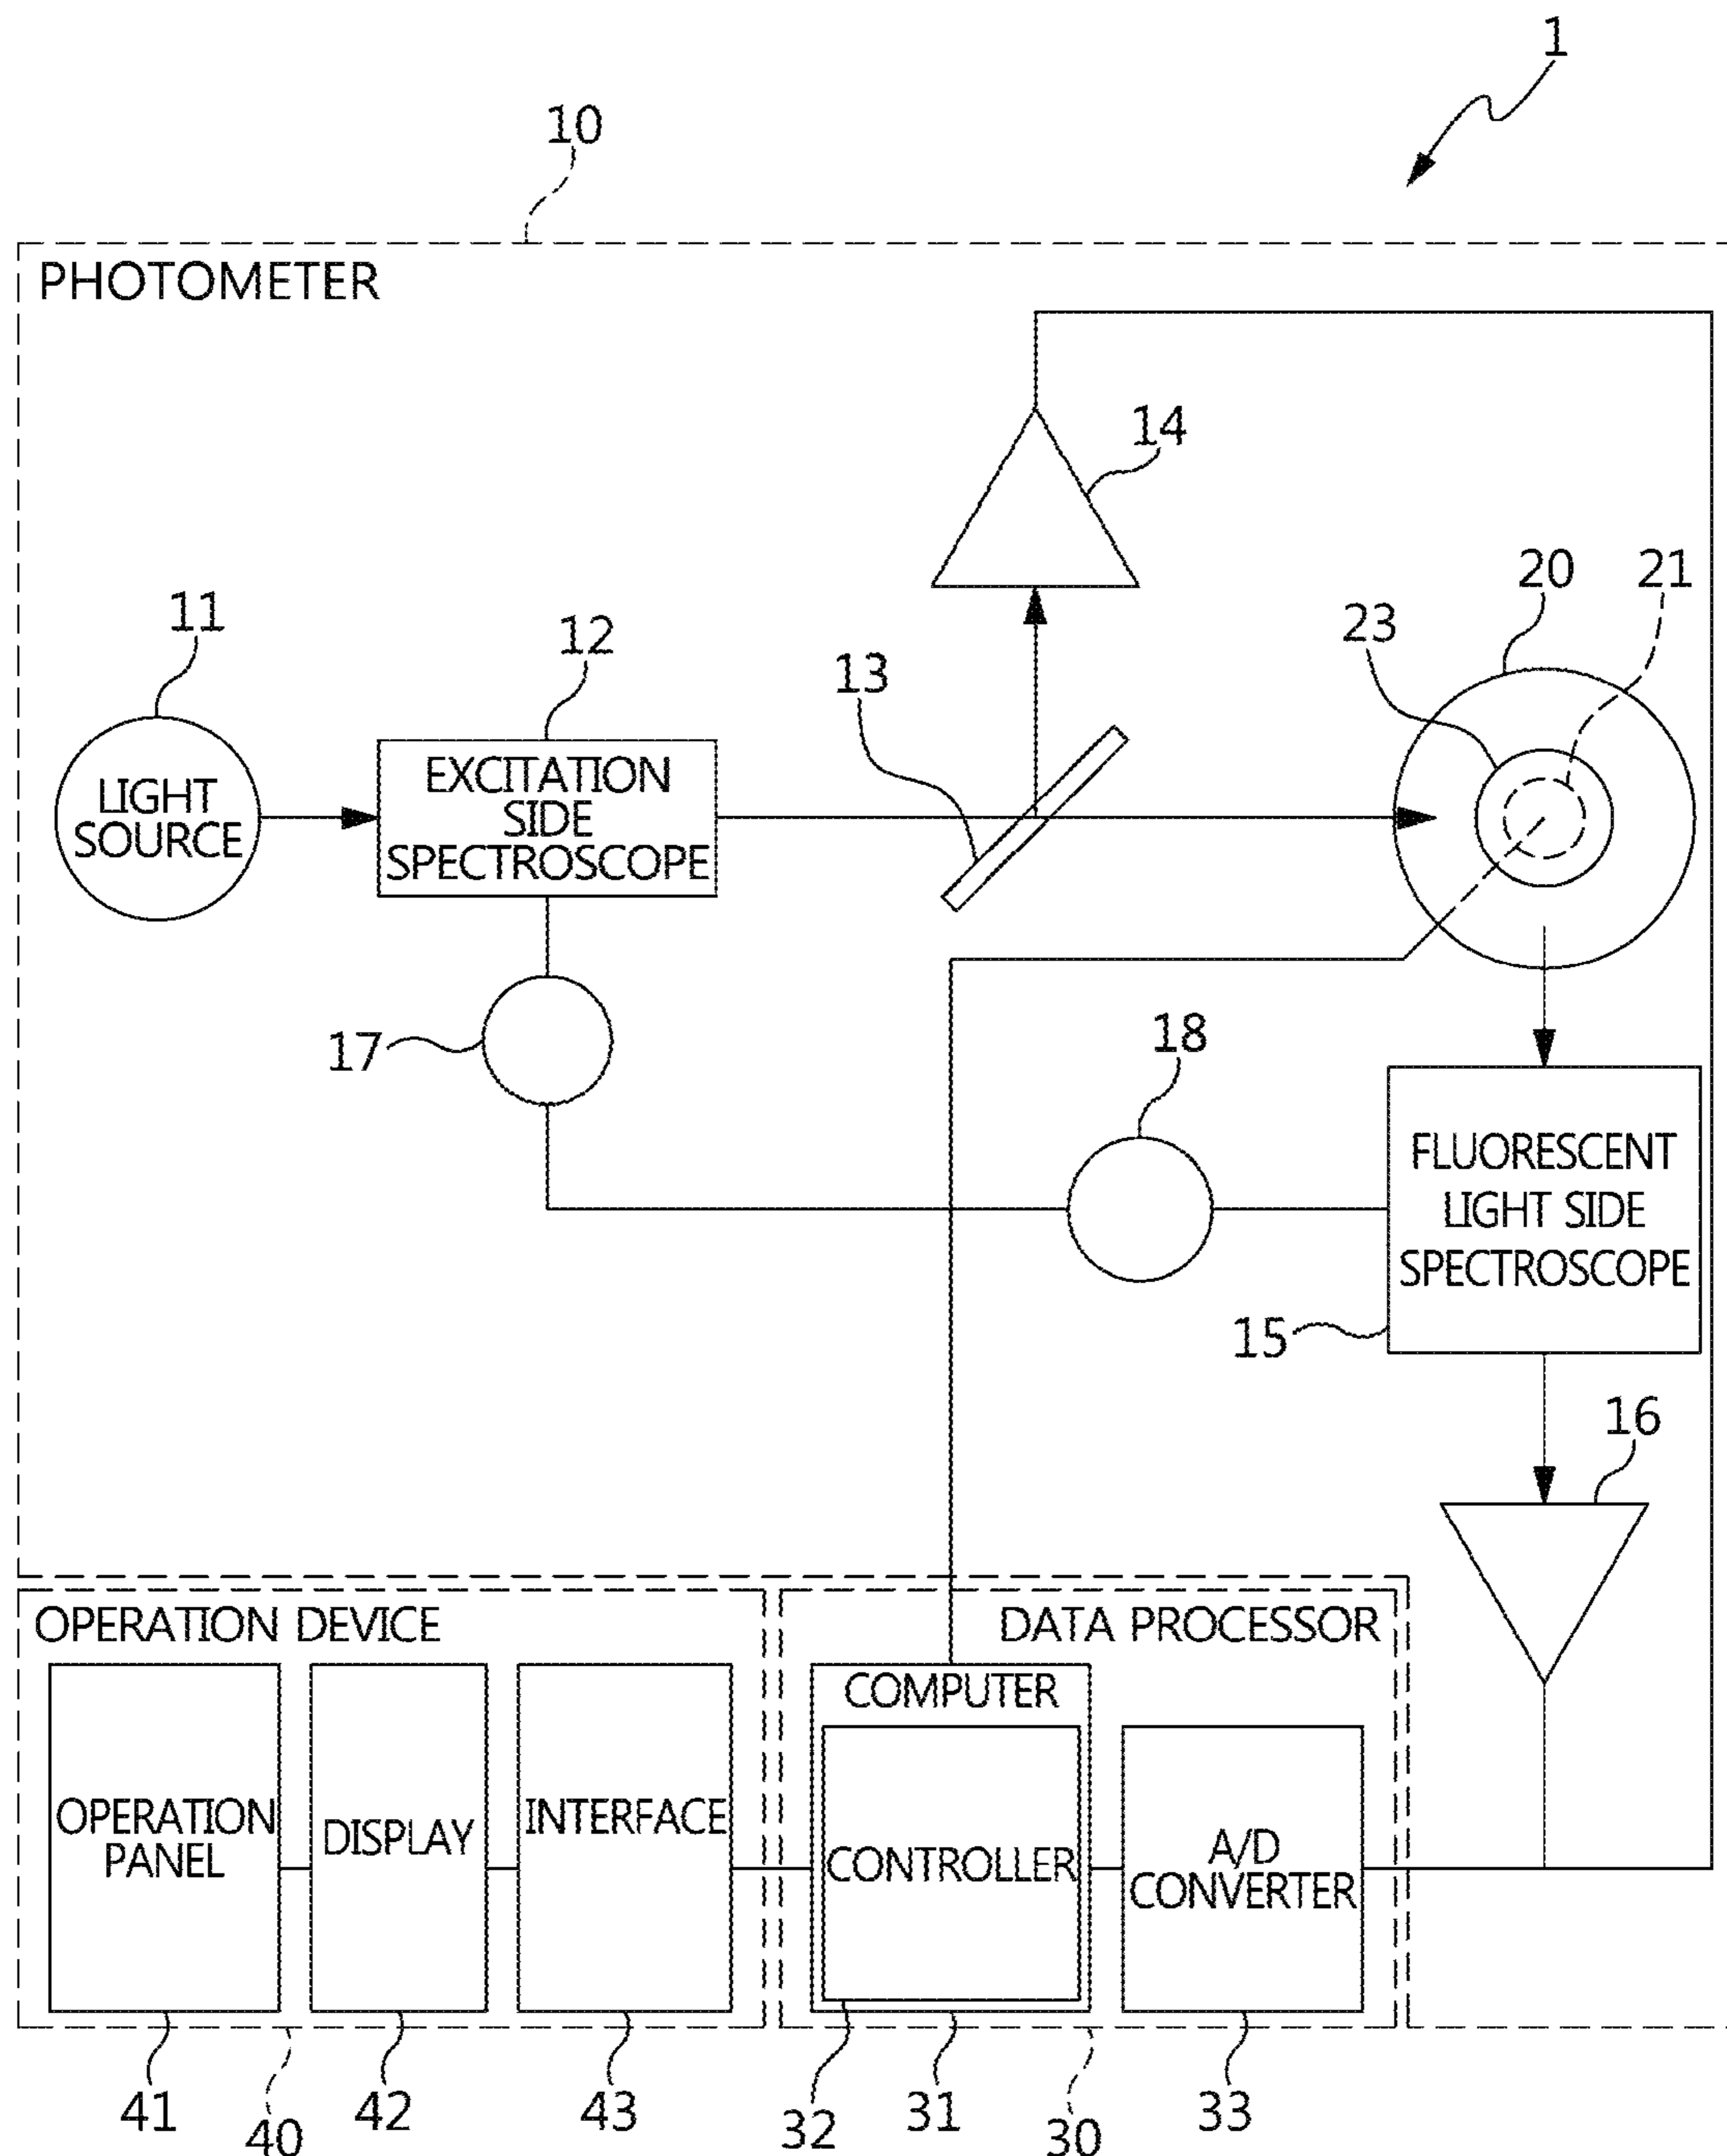 1
10
PHOTOMETER
14
11
12
13
20
21
23
LIGHT
SOURCE
EXCITATION
SIDE
SPECTROSCOPE
17
18
FLUORESCENT
LIGHT SIDE
SPECTROSCOPE
15
16
OPERATION DEVICE
DATA PROCESSOR
OPERATION
PANEL
DISPLAY
INTERFACE
COMPUTER
CONTROLLER
A/D
CONVERTER
41
40
42
43
32
31
30
33